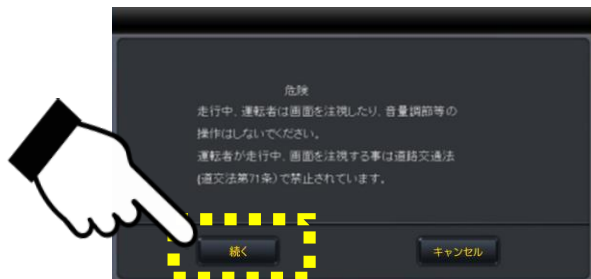 危険
走行中、運転者は画面を注視したり、音量調節等の
操作はしないでください。
運転者が走行中、画面を注視する事は道路交通法
(道交法第71条)で禁止されています。
続く
キャンセル